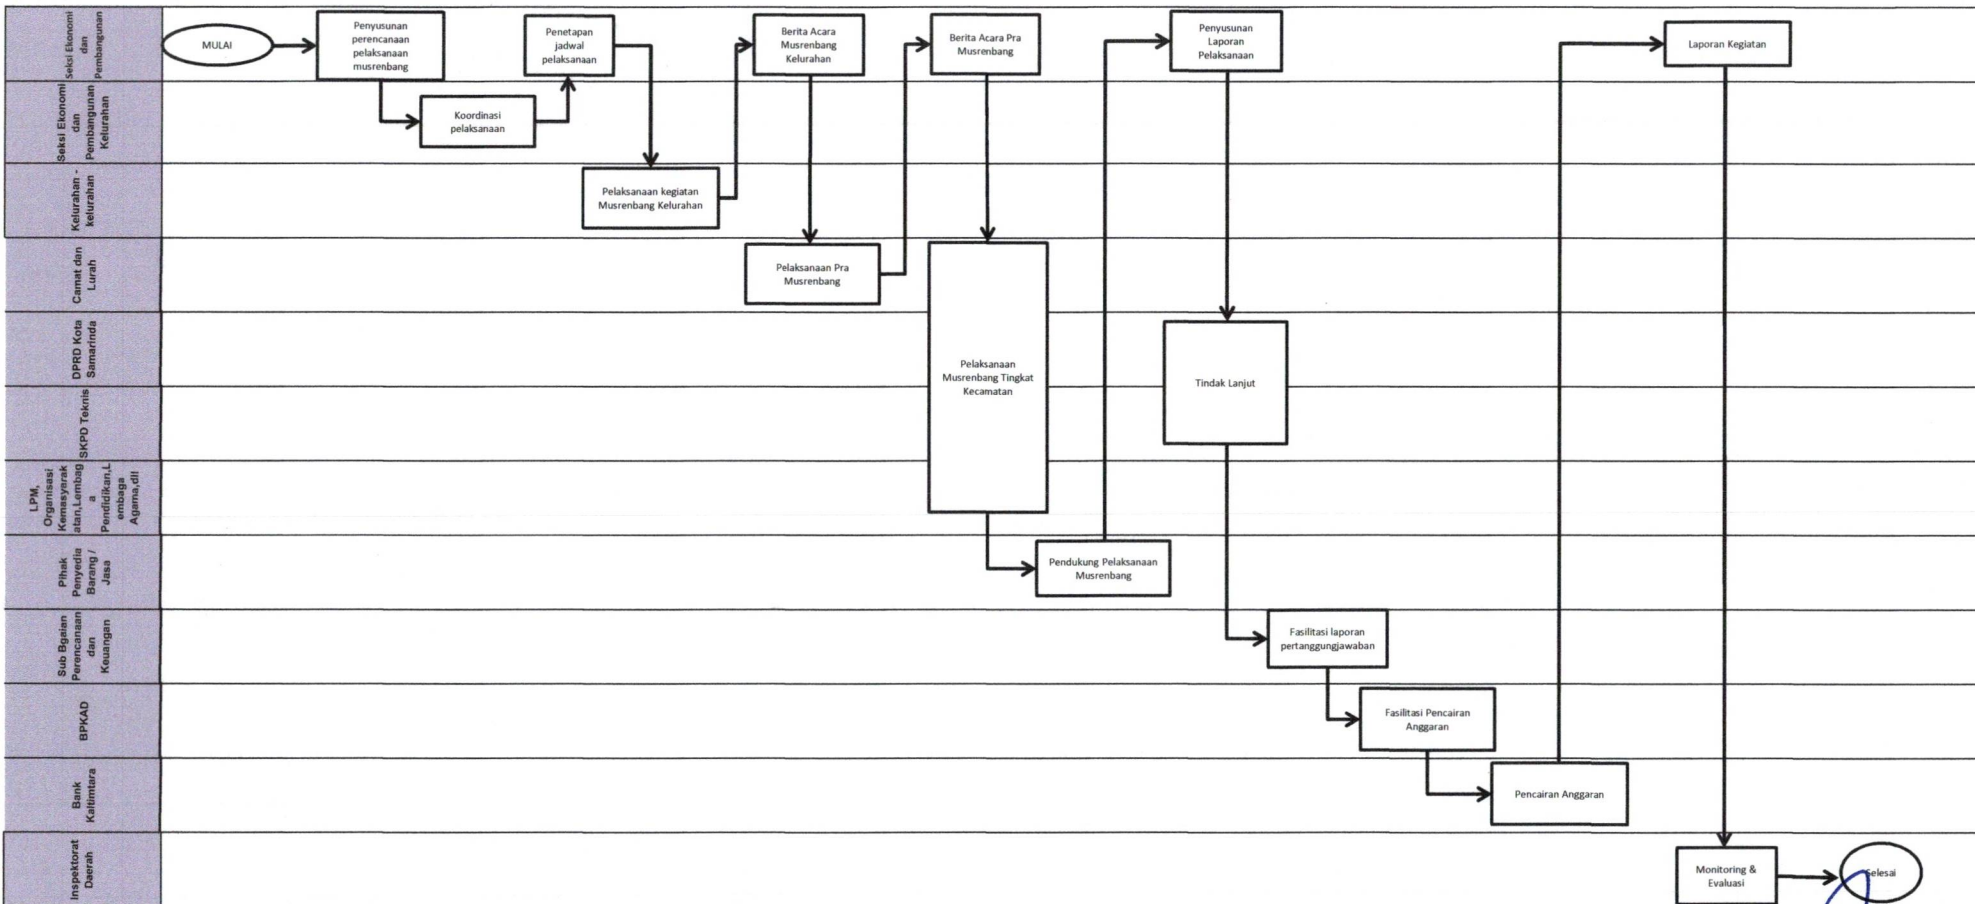 Seksi Ekonomi
dan
Pembangunan
MULAI
Penyusunan
perencanaan
pelaksanaan
musrenbang
Penetapan
jadwal
pelaksanaan
Berita Acara
Musrenbang
Kelurahan
Berita Acara Pra
Musrenbang
Penyusunan
Laporan
Pelaksanaan
Laporan Kegiatan
Seksi Ekonomi
dan
Pembangunan
Kelurahan
Koordinasi
pelaksanaan
Kelurahan -
kelurahan
Pelaksanaan kegiatan
Musrenbang Kelurahan
Camat dan
Lurah
Pelaksanaan Pra
Musrenbang
DPRD Kota
Samarinda
Pelaksanaan
Musrenbang Tingkat
Kecamatan
Tindak Lanjut
SKPD Teknis
LPM,
Organisasi
Kemasyarak
atan,Lembag
a
Pendidikan,L
embaga
Agama,dll
Pihak
Penyedia
Barang /
Jasa
Pendukung Pelaksanaan
Musrenbang
Sub Bgaian
Perencanaan
dan
Keuangan
Fasilitasi laporan
pertanggungjawaban
BPKAD
Fasilitasi Pencairan
Anggaran
Bank
Kaltimtara
Pencairan Anggaran
Inspektorat
Daerah
Monitoring &
Evaluasi
Selesai